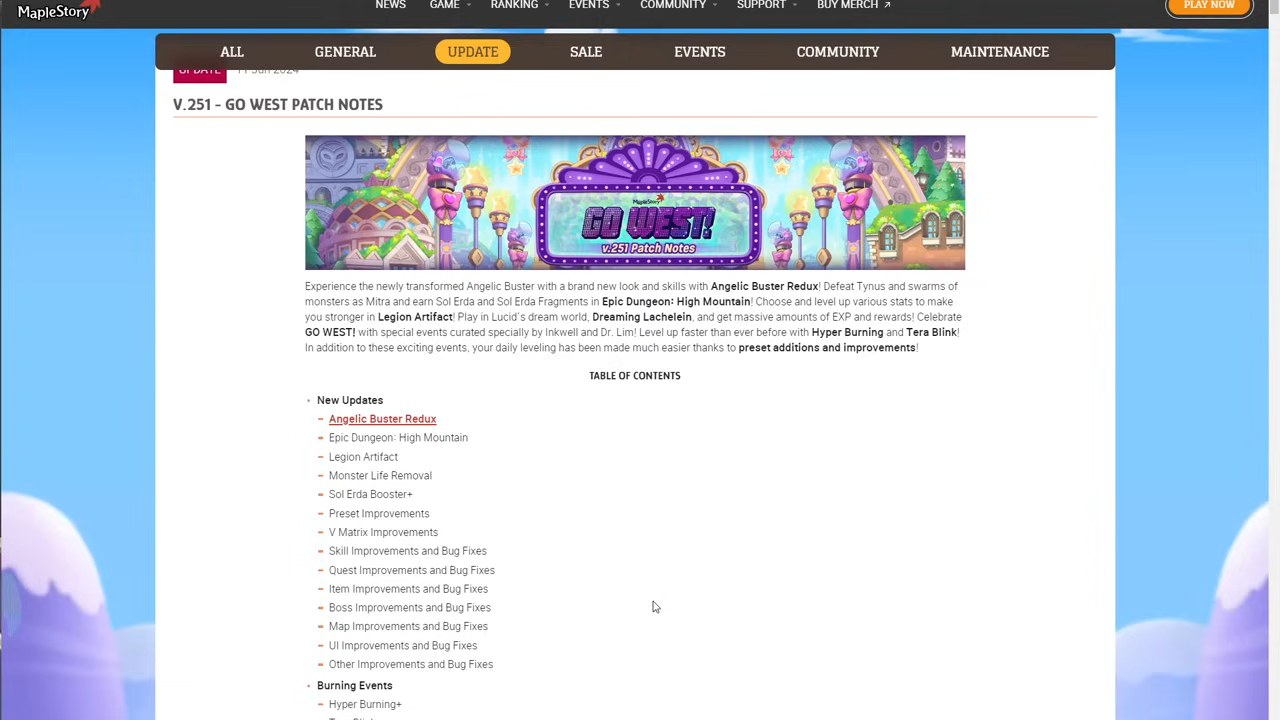 MapleStory
NEWS GAME RANKING EVENTS COMMUNITY SUPPORT BUY MERCH PLAY NOW
ALL GENERAL UPDATE SALE EVENTS COMMUNITY MAINTENANCE
UPDATE 11 Jun 2024
V.251 - GO WEST PATCH NOTES
MapleStory
GO WEST!
v.251 Patch Notes
Experience the newly transformed Angelic Buster with a brand new look and skills with Angelic Buster Redux! Defeat Tynus and swarms of
monsters as Mitra and earn Sol Erda and Sol Erda Fragments in Epic Dungeon: High Mountain! Choose and level up various stats to make
you stronger in Legion Artifact! Play in Lucid's dream world, Dreaming Lachelein, and get massive amounts of EXP and rewards! Celebrate
GO WEST! with special events curated specially by Inkwell and Dr. Lim! Level up faster than ever before with Hyper Burning and Tera Blink!
In addition to these exciting events, your daily leveling has been made much easier thanks to preset additions and improvements!
TABLE OF CONTENTS
New Updates
Angelic Buster Redux
Epic Dungeon: High Mountain
Legion Artifact
Monster Life Removal
Sol Erda Booster+
Preset Improvements
V Matrix Improvements
Skill Improvements and Bug Fixes
Quest Improvements and Bug Fixes
Item Improvements and Bug Fixes
Boss Improvements and Bug Fixes
Map Improvements and Bug Fixes
UI Improvements and Bug Fixes
Other Improvements and Bug Fixes
Burning Events
Hyper Burning+